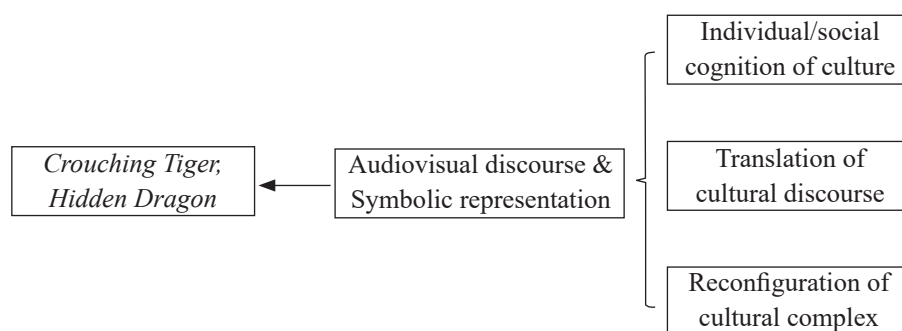 Individual/social
cognition of culture
Crouching Tiger,
Hidden Dragon
Audiovisual discourse &
Symbolic representation
Translation of
cultural discourse
Reconfiguration of
cultural complex